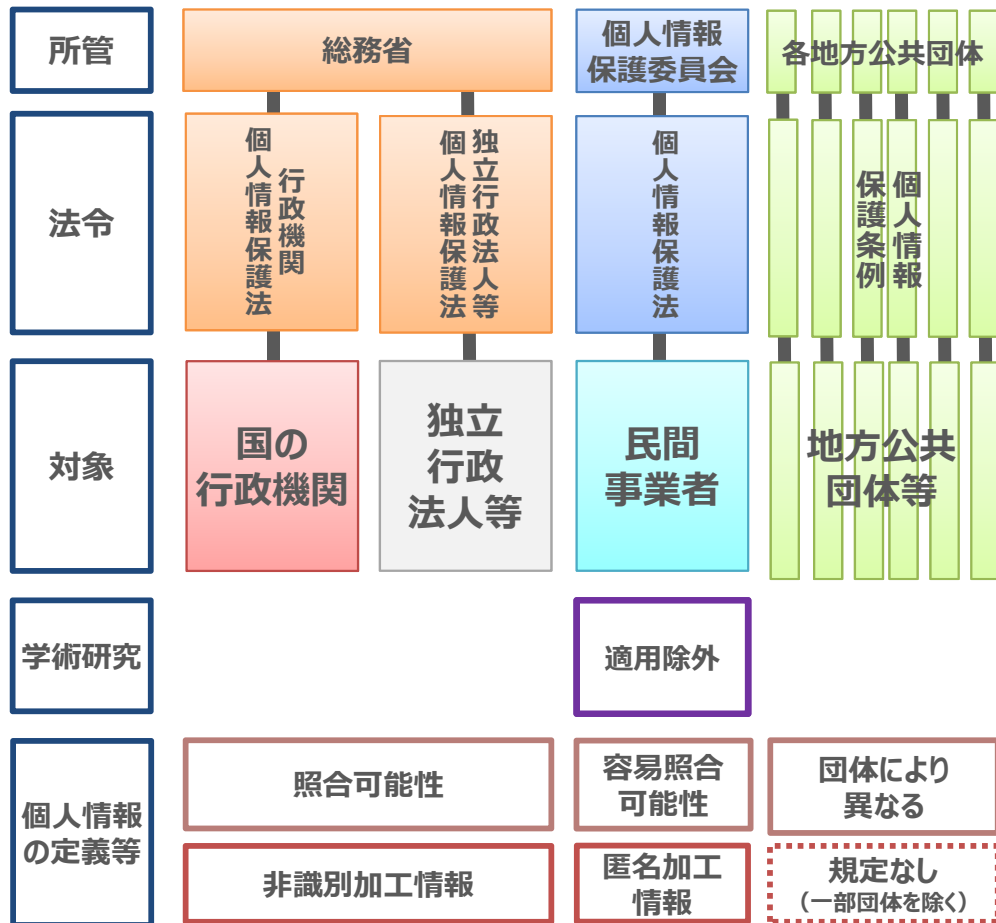 所管
総務省
個人情報
保護委員会
各地方公共団体
法令
行政機関
個人情報保護法
独立行政法人等
個人情報保護法
個人情報保護法
個人情報
保護条例
対象
国の
行政機関
独立
行政
法人等
民間
事業者
地方公共
団体等
学術研究
適用除外
個人情報
の定義等
照合可能性
容易照合
可能性
団体により
異なる
非識別加工情報
匿名加工
情報
規定なし
（一部団体を除く）